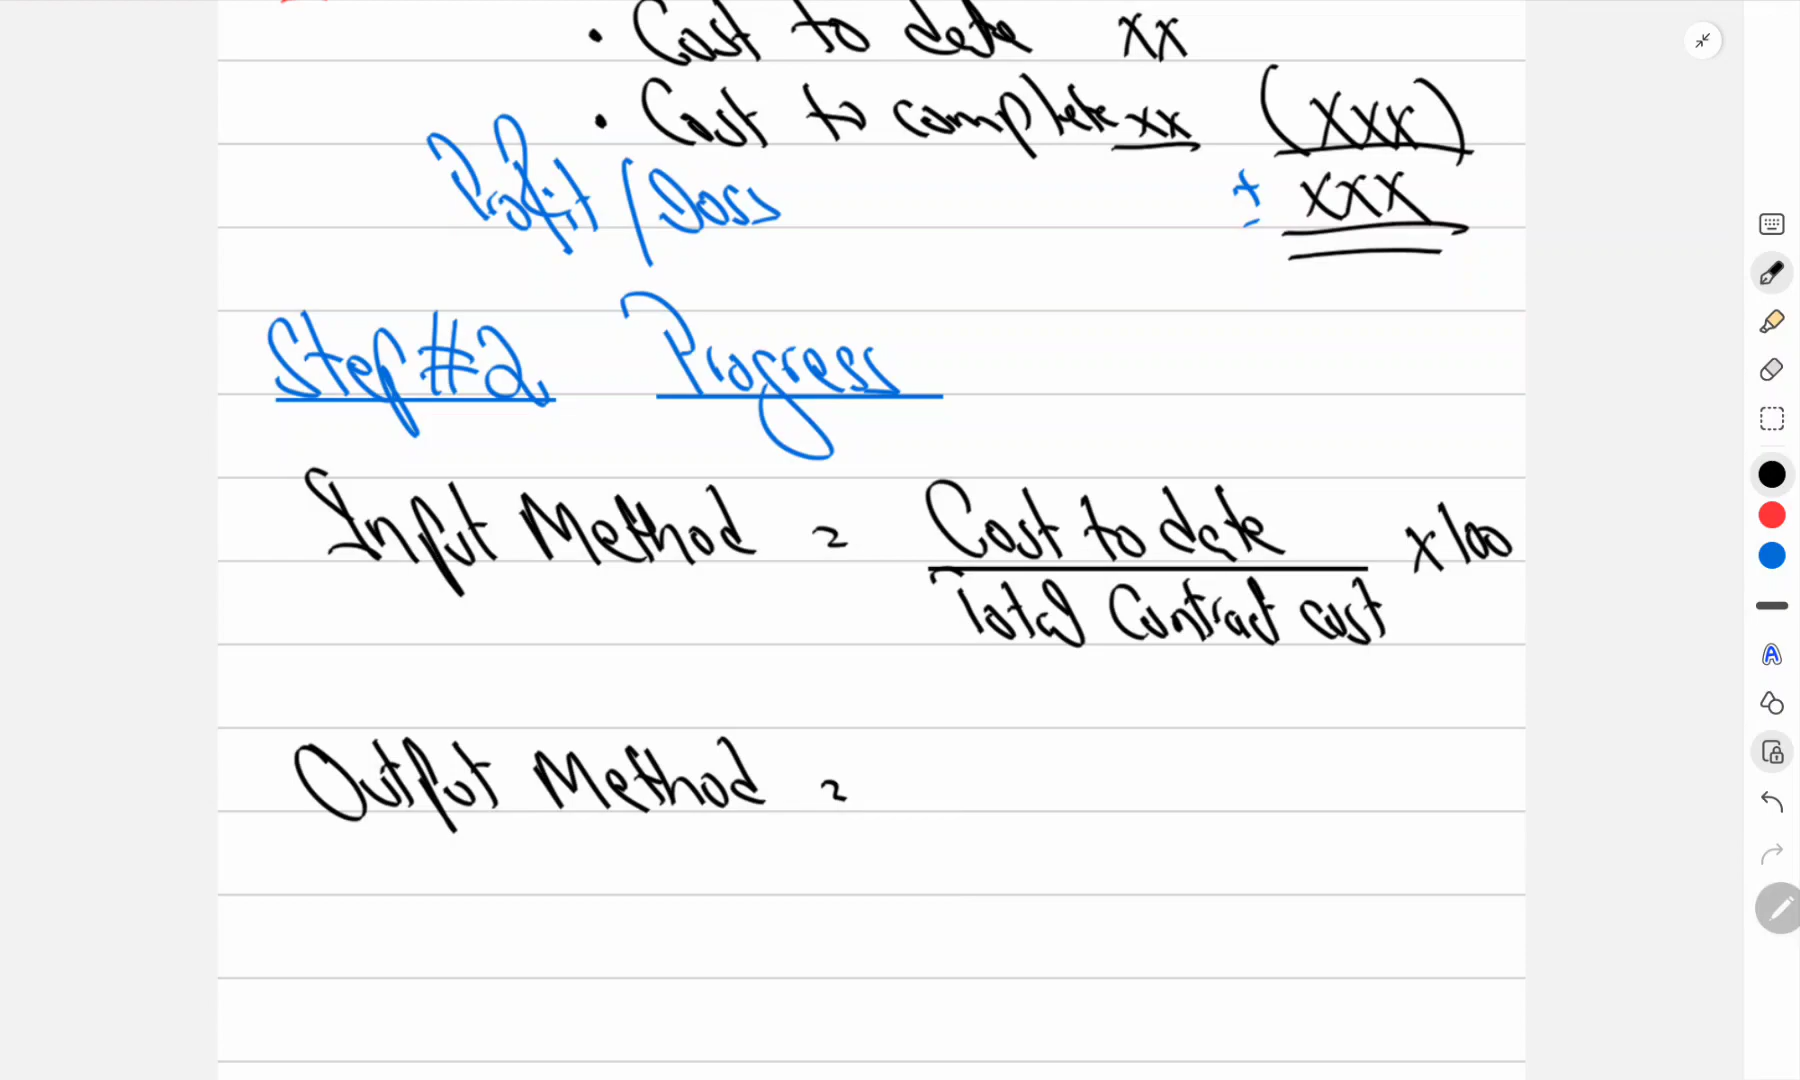 • Cost to date xx
• Cost to complete xx (xxx)
Profit / Loss ± xxx
Step #2 Progress
Input Method = Cost to date x100
Total Contract cost
Output Method =
A